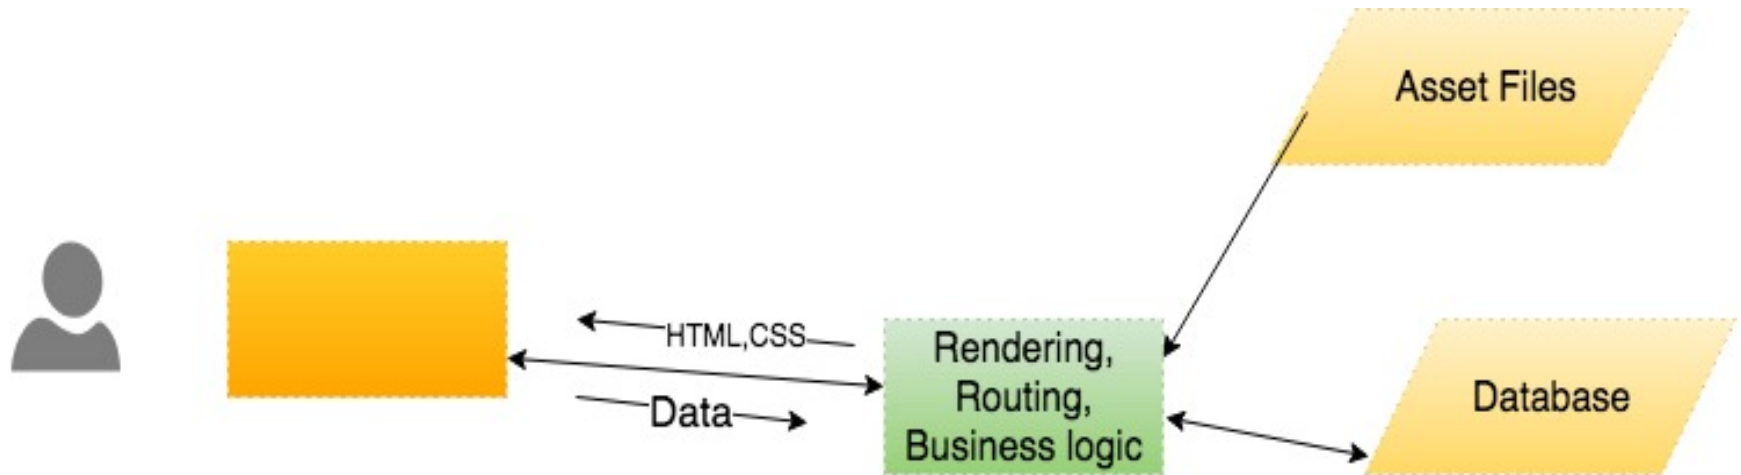 Asset Files
HTML,CSS
Data
Rendering,
Routing,
Business logic
Database